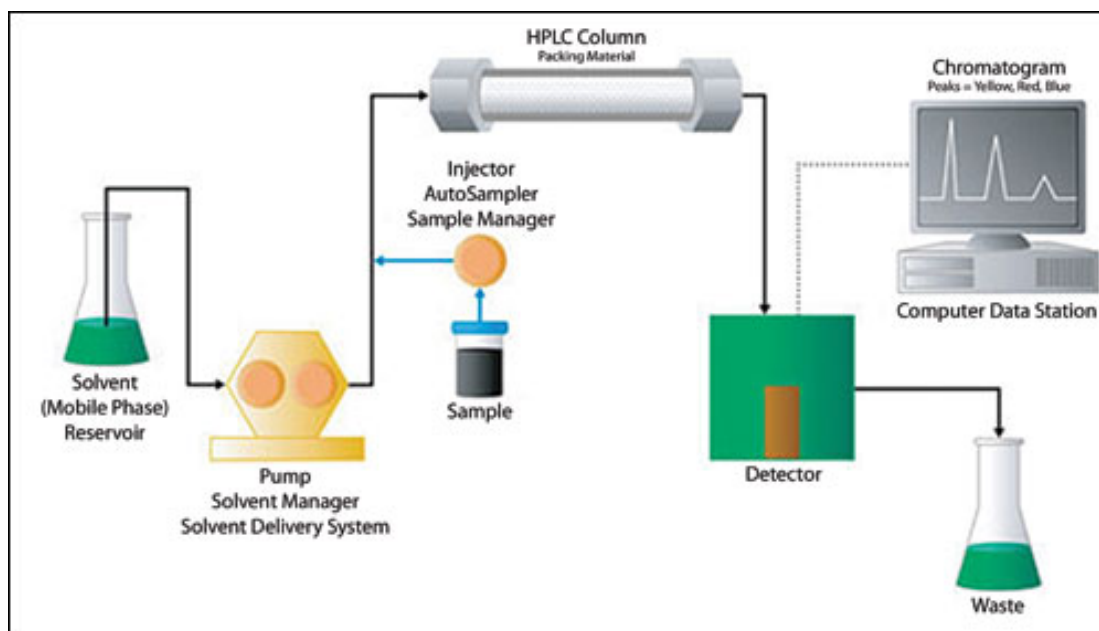 HPLC Column
Packing Material
Chromatogram
Peaks = Yellow, Red, Blue
Injector
AutoSampler
Sample Manager
Computer Data Station
Solvent
(Mobile Phase)
Reservoir
Sample
Pump
Solvent Manager
Solvent Delivery System
Detector
Waste